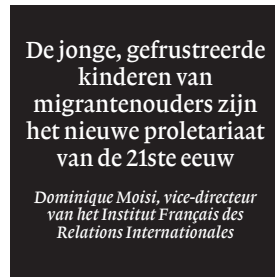 De jonge, gefrustreerde
kinderen van
migrantenouders zijn
het nieuwe proletariaat
van de 21ste eeuw
Dominique Moisi, vice-directeur
van het Institut Français des
Relations Internationales